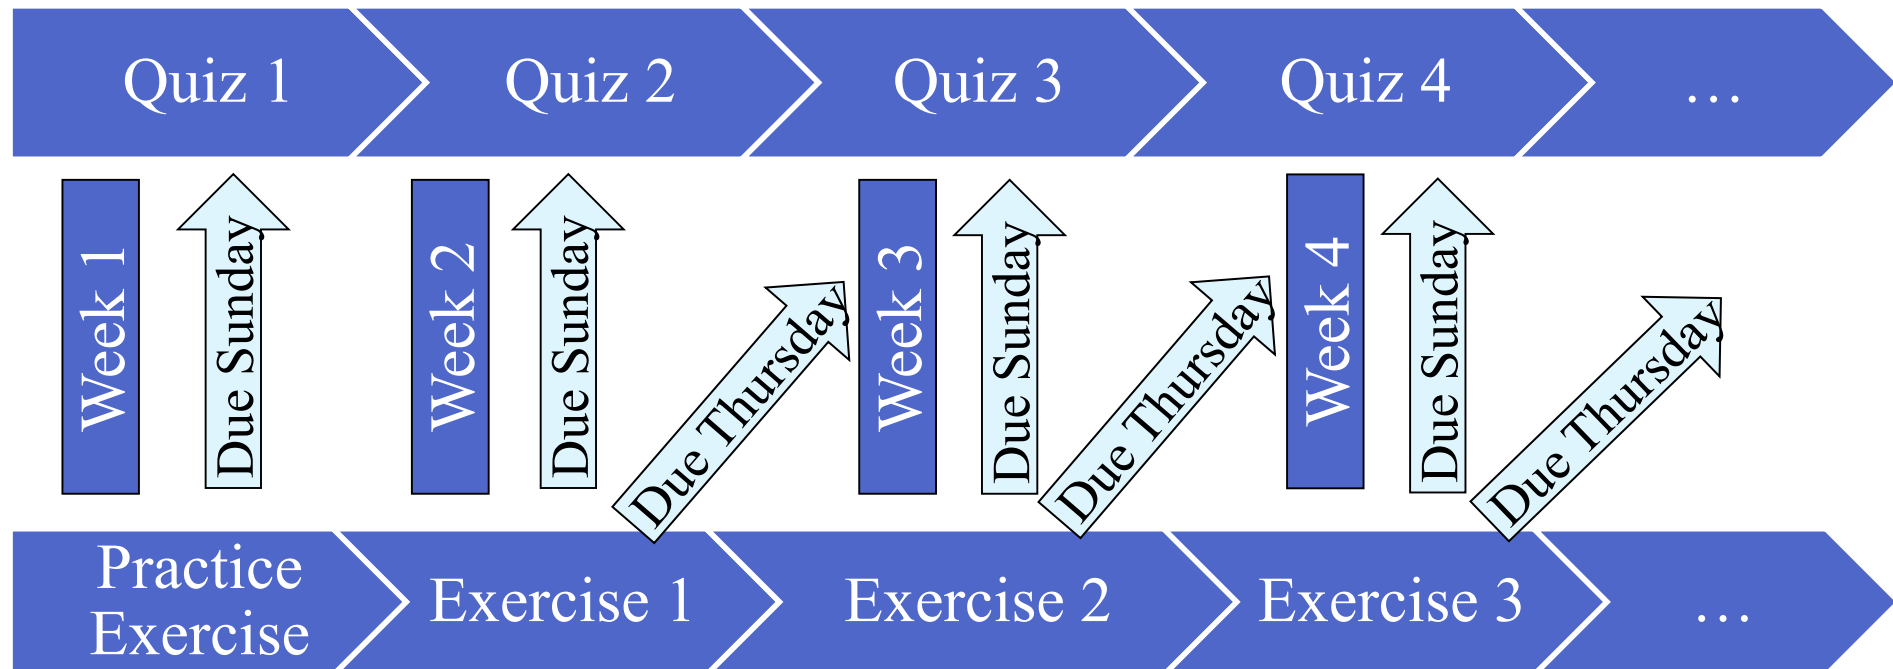 Quiz 1
Quiz 2
Quiz 3
Quiz 4
…
Week 1
Due Sunday
Week 2
Due Sunday
Due Thursday
Week 3
Due Sunday
Due Thursday
Week 4
Due Sunday
Due Thursday
Practice
Exercise
Exercise 1
Exercise 2
Exercise 3
…